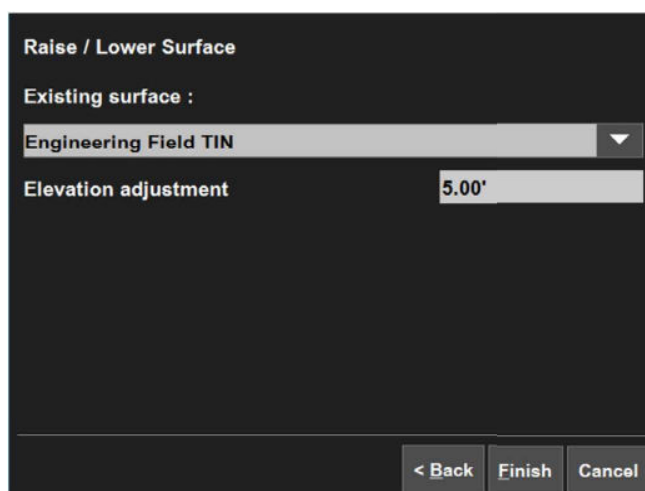 Raise / Lower Surface
Existing surface :
Engineering Field TIN
Elevation adjustment 5.00'
< Back Finish Cancel